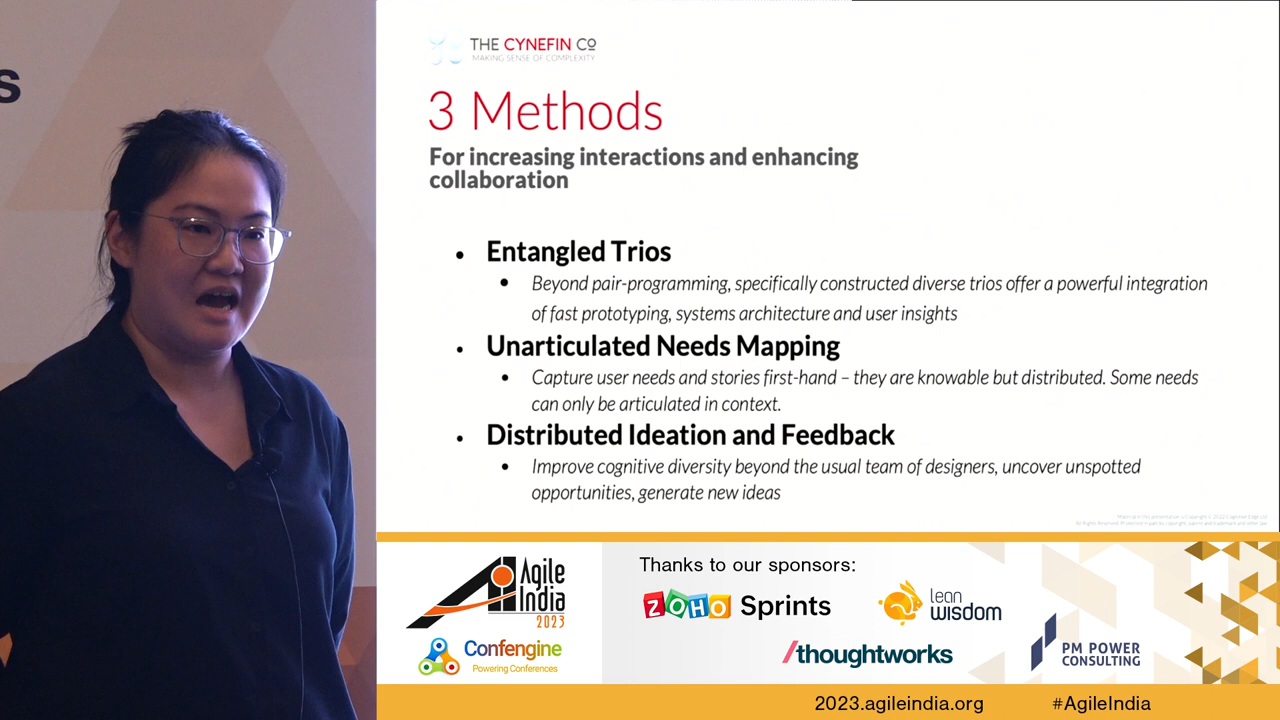 s
THE CYNEFIN Co
MAKING SENSE OF COMPLEXITY
3 Methods
For increasing interactions and enhancing
collaboration
• Entangled Trios
• Beyond pair-programming, specifically constructed diverse trios offer a powerful integration
of fast prototyping, systems architecture and user insights
• Unarticulated Needs Mapping
• Capture user needs and stories first-hand – they are knowable but distributed. Some needs
can only be articulated in context.
• Distributed Ideation and Feedback
• Improve cognitive diversity beyond the usual team of designers, uncover unspotted
opportunities, generate new ideas
Agile
India
2023
Confengine
Powering Conferences
Thanks to our sponsors:
ZOHO Sprints
lean
wisdom
/thoughtworks
PM POWER
CONSULTING
2023.agileindia.org
#AgileIndia